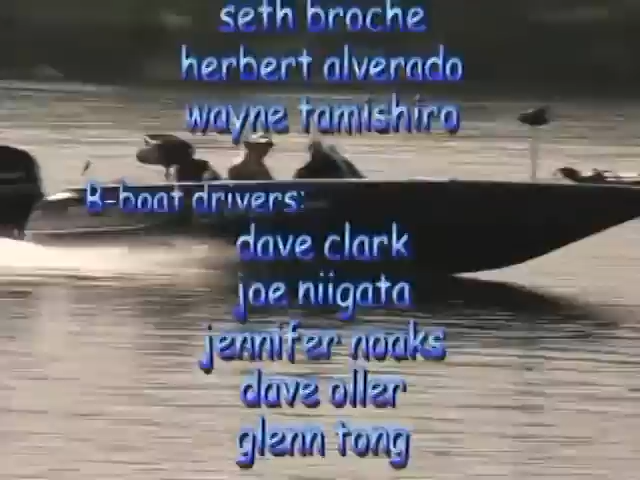 seth broche
herbert alverado
wayne tamishiro
B-boat drivers:
dave clark
joe niigata
jennifer noaks
dave oller
glenn tong